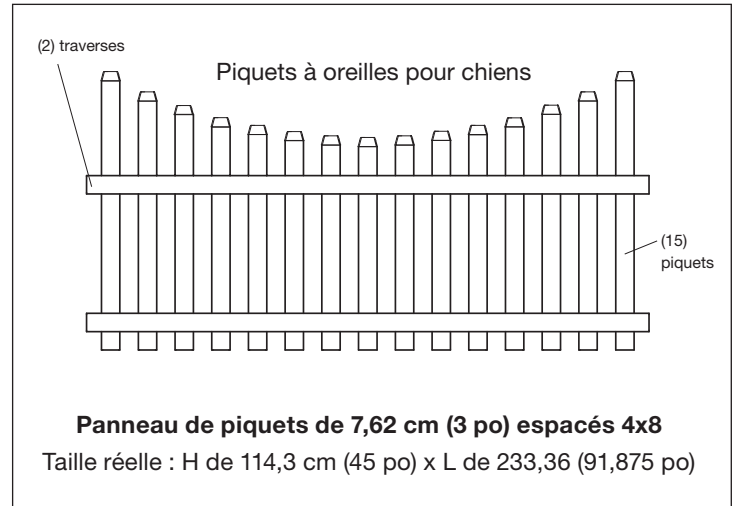 (2) traverses
Piquets à oreilles pour chiens
(15)
piquets
Panneau de piquets de 7,62 cm (3 po) espacés 4x8
Taille réelle : H de 114,3 cm (45 po) x L de 233,36 (91,875 po)